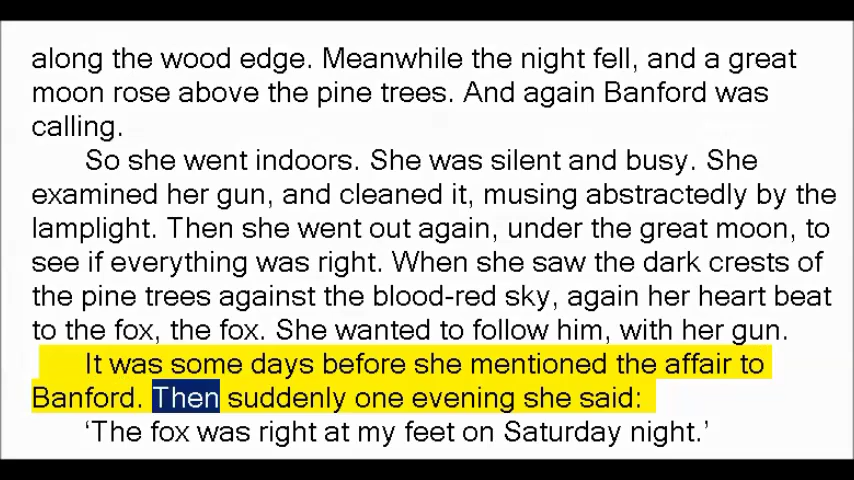 along the wood edge. Meanwhile the night fell, and a great
moon rose above the pine trees. And again Banford was
calling.
So she went indoors. She was silent and busy. She
examined her gun, and cleaned it, musing abstractedly by the
lamplight. Then she went out again, under the great moon, to
see if everything was right. When she saw the dark crests of
the pine trees against the blood-red sky, again her heart beat
to the fox, the fox. She wanted to follow him, with her gun.
It was some days before she mentioned the affair to
Banford. Then suddenly one evening she said:
‘The fox was right at my feet on Saturday night.’